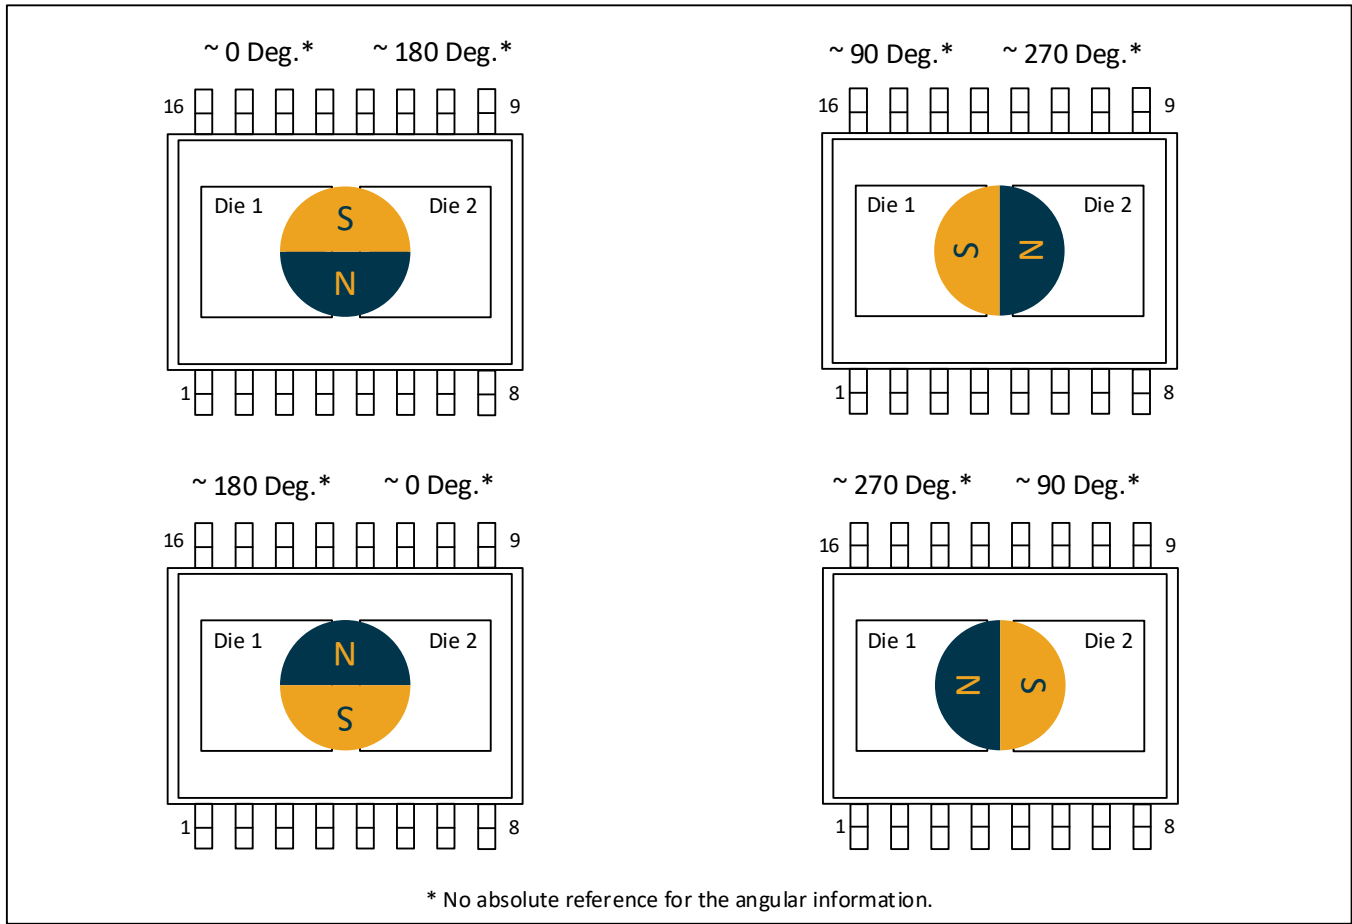 ~ 0 Deg.* ~ 180 Deg.*
16 9
Die 1 S Die 2
N
1 8
~ 90 Deg.* ~ 270 Deg.*
16 9
Die 1 Die 2
S N
1 8
~ 180 Deg.* ~ 0 Deg.*
16 9
Die 1 N Die 2
S
1 8
~ 270 Deg.* ~ 90 Deg.*
16 9
Die 1 Die 2
N S
1 8
* No absolute reference for the angular information.